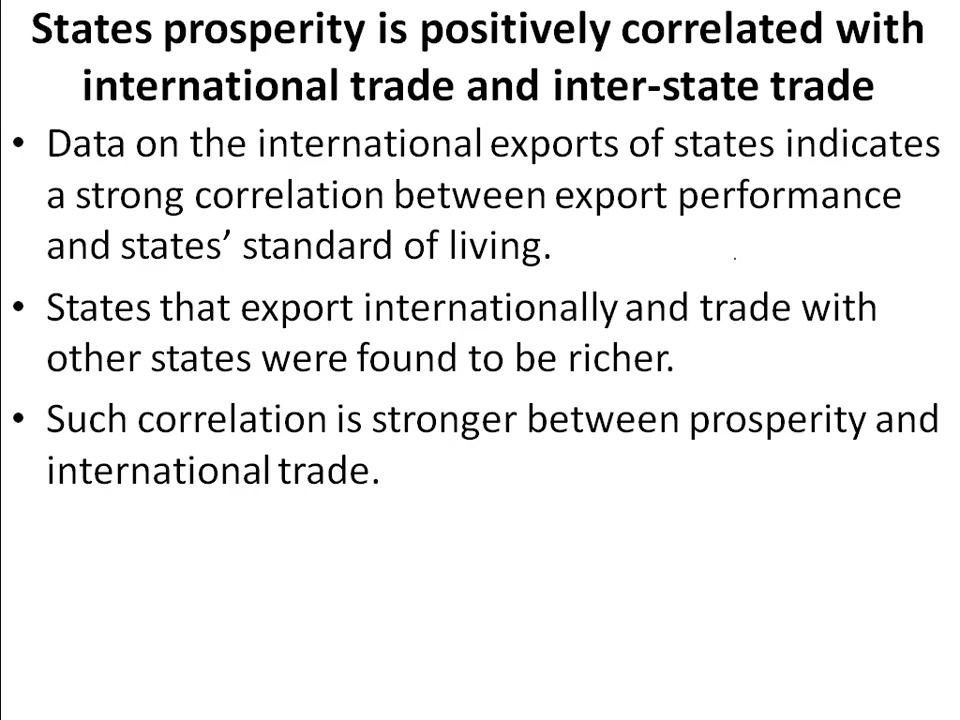 States prosperity is positively correlated with
international trade and inter-state trade
• Data on the international exports of states indicates
a strong correlation between export performance
and states’ standard of living.
• States that export internationally and trade with
other states were found to be richer.
• Such correlation is stronger between prosperity and
international trade.